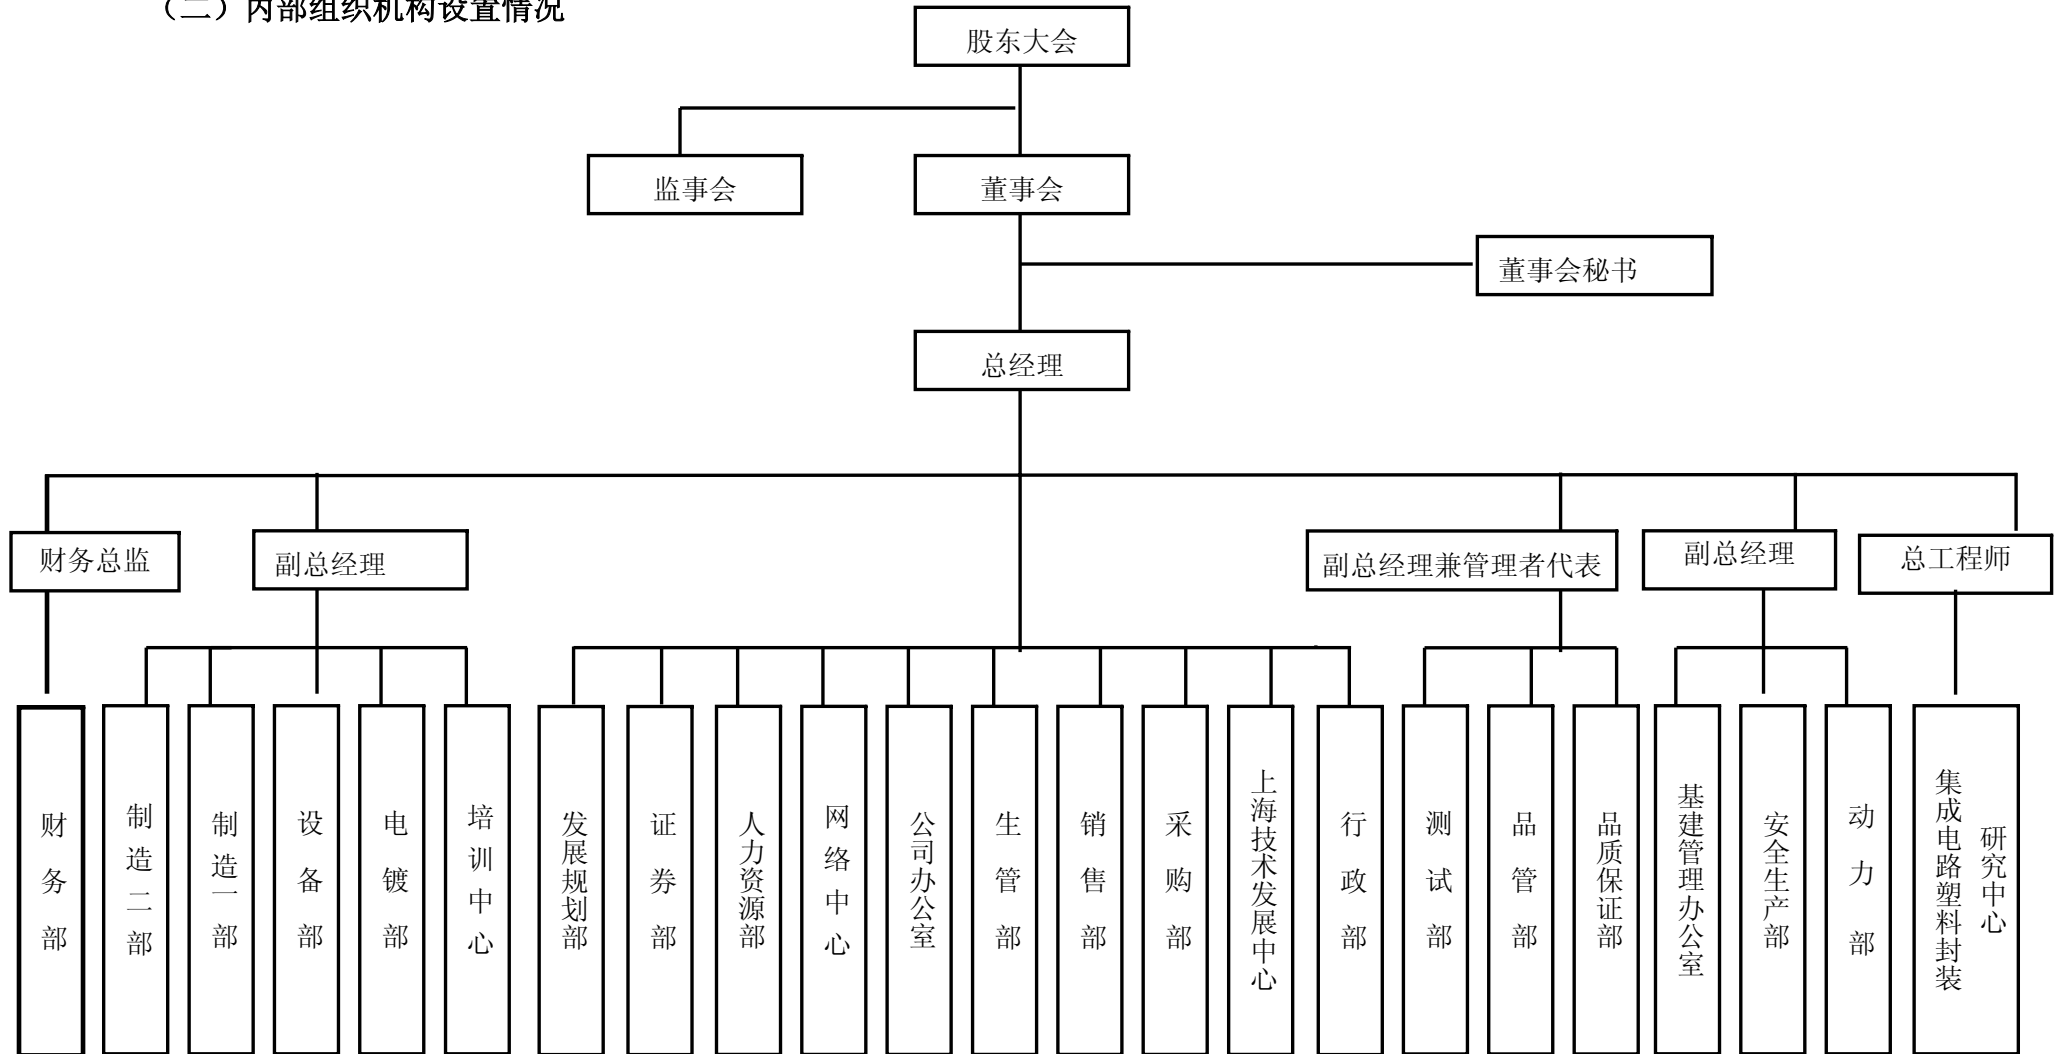 （二）内部组织机构设置情况
股东大会
监事会
董事会
董事会秘书
总经理
财务总监
副总经理
副总经理兼管理者代表
副总经理
总工程师
财务部
制造二部
制造一部
设备部
电镀部
培训中心
发展规划部
证券部
人力资源部
网络中心
公司办公室
生管部
销售部
采购部
上海技术发展中心
行政部
测试部
品管部
品质保证部
基建管理办公室
安全生产部
动力部
集成电路塑料封装
研究中心